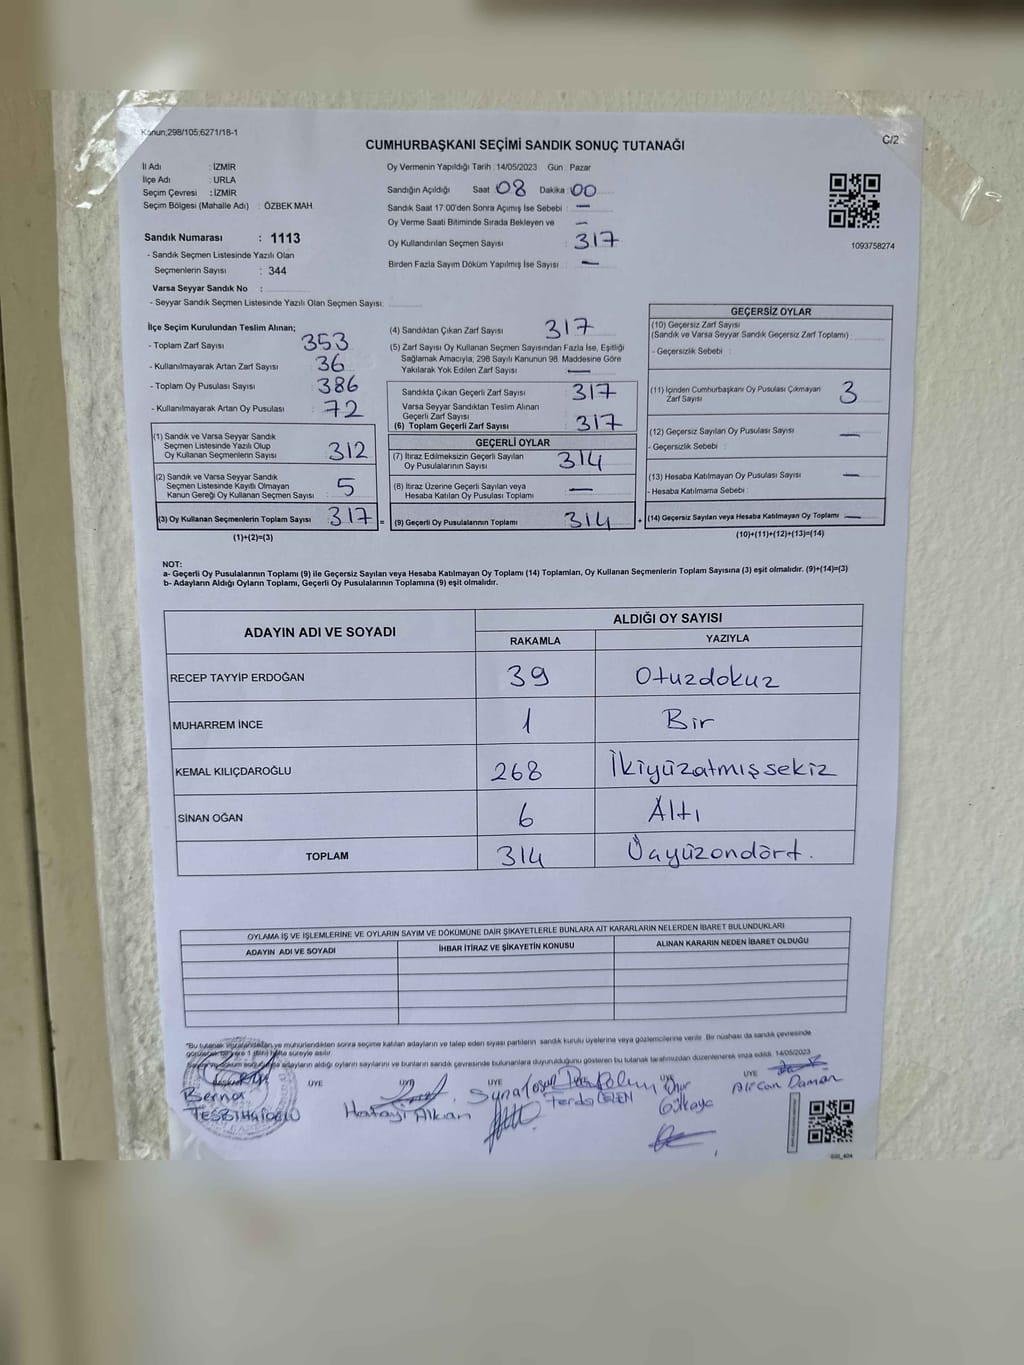 Kanun;298/105;6271/18-1
C/2
CUMHURBAŞKANI SEÇİMİ SANDIK SONUÇ TUTANAĞI
İl Adı : İZMİR
İlçe Adı : URLA
Seçim Çevresi : İZMİR
Seçim Bölgesi (Mahalle Adı) : ÖZBEK MAH.
Sandık Numarası : 1113
- Sandık Seçmen Listesinde Yazılı Olan
Seçmenlerin Sayısı : 344
Varsa Seyyar Sandık No :
- Seyyar Sandık Seçmen Listesinde Yazılı Olan Seçmen Sayısı:
Oy Vermenin Yapıldığı Tarih : 14/05/2023 Gün : Pazar
Sandığın Açıldığı Saat 08 Dakika : 00
Sandık Saat 17:00'den Sonra Açımış İse Sebebi : —
Oy Verme Saati Bitiminde Sırada Bekleyen ve —
Oy Kullandırılan Seçmen Sayısı : 317
Birden Fazla Sayım Döküm Yapılmış İse Sayısı : —
1093758274
İlçe Seçim Kurulundan Teslim Alınan;
- Toplam Zarf Sayısı : 353
- Kullanılmayarak Artan Zarf Sayısı : 36
- Toplam Oy Pusulası Sayısı : 386
- Kullanılmayarak Artan Oy Pusulası : 72
(1) Sandık ve Varsa Seyyar Sandık
Seçmen Listesinde Yazılı Olup
Oy Kullanan Seçmenlerin Sayısı : 312
(2) Sandık ve Varsa Seyyar Sandık
Seçmen Listesinde Kayıtlı Olmayan
Kanun Gereği Oy Kullanan Seçmen Sayısı : 5
(3) Oy Kullanan Seçmenlerin Toplam Sayısı : 317 =
(1)+(2)=(3)
(4) Sandıktan Çıkan Zarf Sayısı : 317
(5) Zarf Sayısı Oy Kullanan Seçmen Sayısından Fazla İse, Eşitliği
Sağlamak Amacıyla; 298 Sayılı Kanunun 98. Maddesine Göre
Yakılarak Yok Edilen Zarf Sayısı : —
Sandıkta Çıkan Geçerli Zarf Sayısı : 317
Varsa Seyyar Sandıktan Teslim Alınan
Geçerli Zarf Sayısı
(6) Toplam Geçerli Zarf Sayısı : 317
GEÇERLİ OYLAR
(7) İtiraz Edilmeksizin Geçerli Sayılan
Oy Pusulalarının Sayısı : 314
(8) İtiraz Üzerine Geçerli Sayılan veya
Hesaba Katılan Oy Pusulası Toplamı : —
(9) Geçerli Oy Pusulalarının Toplamı : 314 +
GEÇERSİZ OYLAR
(10) Geçersiz Zarf Sayısı
(Sandık ve Varsa Seyyar Sandık Geçersiz Zarf Toplamı)
- Geçersizlik Sebebi :
(11) İçinden Cumhurbaşkanı Oy Pusulası Çıkmayan
Zarf Sayısı : 3
(12) Geçersiz Sayılan Oy Pusulası Sayısı : —
- Geçersizlik Sebebi :
(13) Hesaba Katılmayan Oy Pusulası Sayısı : —
- Hesaba Katılmama Sebebi :
(14) Geçersiz Sayılan veya Hesaba Katılmayan Oy Toplamı : —
(10)+(11)+(12)+(13)=(14)
NOT:
a- Geçerli Oy Pusulalarının Toplamı (9) ile Geçersiz Sayılan veya Hesaba Katılmayan Oy Toplamı (14) Toplamları, Oy Kullanan Seçmenlerin Toplam Sayısına (3) eşit olmalıdır. (9)+(14)=(3)
b- Adayların Aldığı Oyların Toplamı, Geçerli Oy Pusulalarının Toplamına (9) eşit olmalıdır.
ADAYIN ADI VE SOYADI ALDIĞI OY SAYISI
RAKAMLA YAZIYLA
RECEP TAYYİP ERDOĞAN 39 Otuzdokuz
MUHARREM İNCE 1 Bir
KEMAL KILIÇDAROĞLU 268 İkiyüzatmışsekiz
SİNAN OĞAN 6 Altı
TOPLAM 314 Üçyüzondört.
OYLAMA İŞ VE İŞLEMLERİNE VE OYLARIN SAYIM VE DÖKÜMÜNE DAİR ŞİKAYETLERLE BUNLARA AİT KARARLARIN NELERDEN İBARET BULUNDUKLARI
ADAYIN ADI VE SOYADI İHBAR İTİRAZ VE ŞİKAYETİN KONUSU ALINAN KARARIN NEDEN İBARET OLDUĞU
"Bu tutanak imzalandıktan ve mühürlendikten sonra seçime katılan adayların ve talep eden siyasi partilerin sandık kurulu üyelerine veya gözlemcilerine verilir. Bir nüshası da sandık çevresinde
görülecek bir yere 1 (Bir) hafta süreyle asılır.
adayların aldığı oyların sayılarını ve bunların sandık çevresinde bulunanlara duyurulduğunu gösteren bu tutanak tarafımızdan düzenlenerek imza edildi. 14/05/2023
BAŞKAN ÜYE ÜYE ÜYE ÜYE ÜYE
Berna
TESBİHÇİOĞLU
Hatayi Alkan
Ferda ÇELEN
Gülkaya
Alican Daman